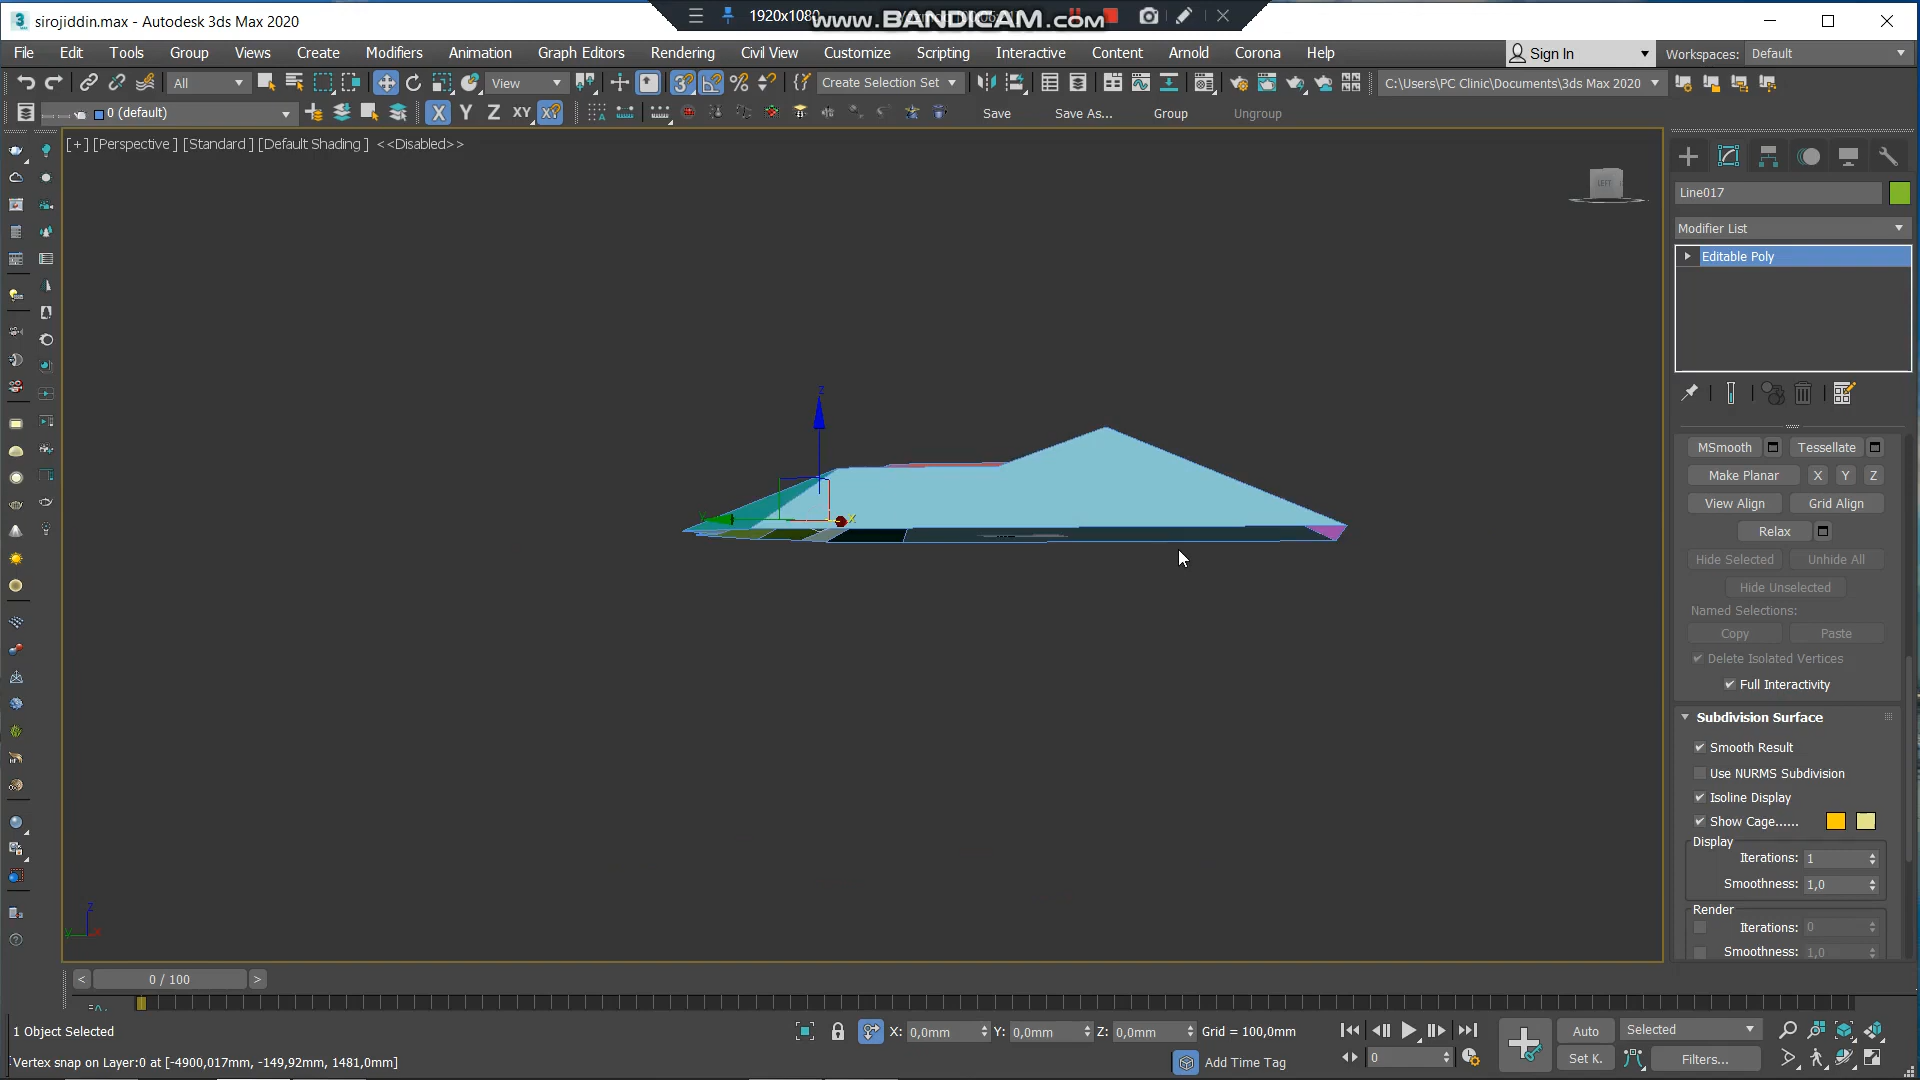 sirojiddin.max - Autodesk 3ds Max 2020
1920x1080
www.BANDICAM.com
File Edit Tools Group Views Create Modifiers Animation Graph Editors Rendering Civil View Customize Scripting Interactive Content Arnold Corona Help
Sign In
Workspaces: Default
All
View
Create Selection Set
C:\Users\PC Clinic\Documents\3ds Max 2020
0 (default)
X Y Z XY
Save Save As... Group Ungroup
[+] [Perspective ] [Standard ] [Default Shading ] <<Disabled>>
LEFT
Line017
Modifier List
Editable Poly
MSmooth Tessellate
Make Planar X Y Z
View Align Grid Align
Relax
Hide Selected Unhide All
Hide Unselected
Named Selections:
Copy Paste
Delete Isolated Vertices
Full Interactivity
Subdivision Surface
Smooth Result
Use NURMS Subdivision
Isoline Display
Show Cage......
Display
Iterations: 1
Smoothness: 1,0
Render
Iterations: 0
Smoothness: 1,0
z
x
z
y x
< 0 / 100 >
1 Object Selected
X: 0,0mm Y: 0,0mm Z: 0,0mm Grid = 100,0mm
Auto Selected
Vertex snap on Layer:0 at [-4900,017mm, -149,92mm, 1481,0mm]
Add Time Tag
0
Set K. Filters...